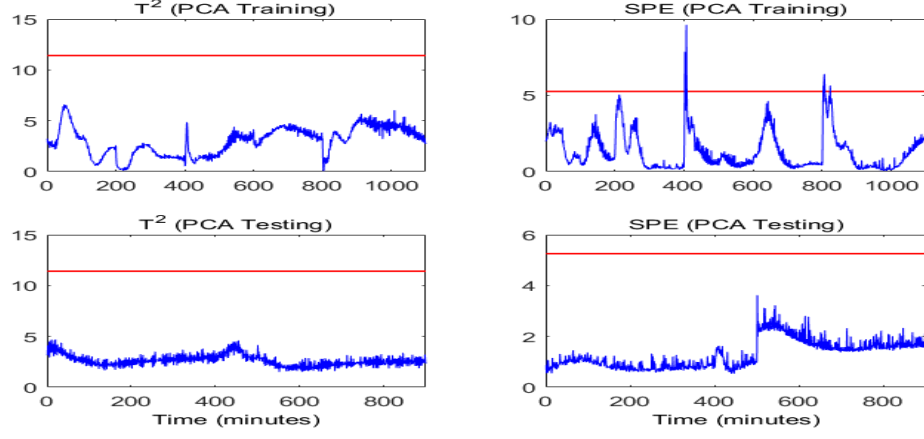 T² (PCA Training)
15
10
5
0
0 200 400 600 800 1000
SPE (PCA Training)
10
5
0
0 200 400 600 800 1000
T² (PCA Testing)
15
10
5
0
0 200 400 600 800
Time (minutes)
SPE (PCA Testing)
6
4
2
0
0 200 400 600 800
Time (minutes)